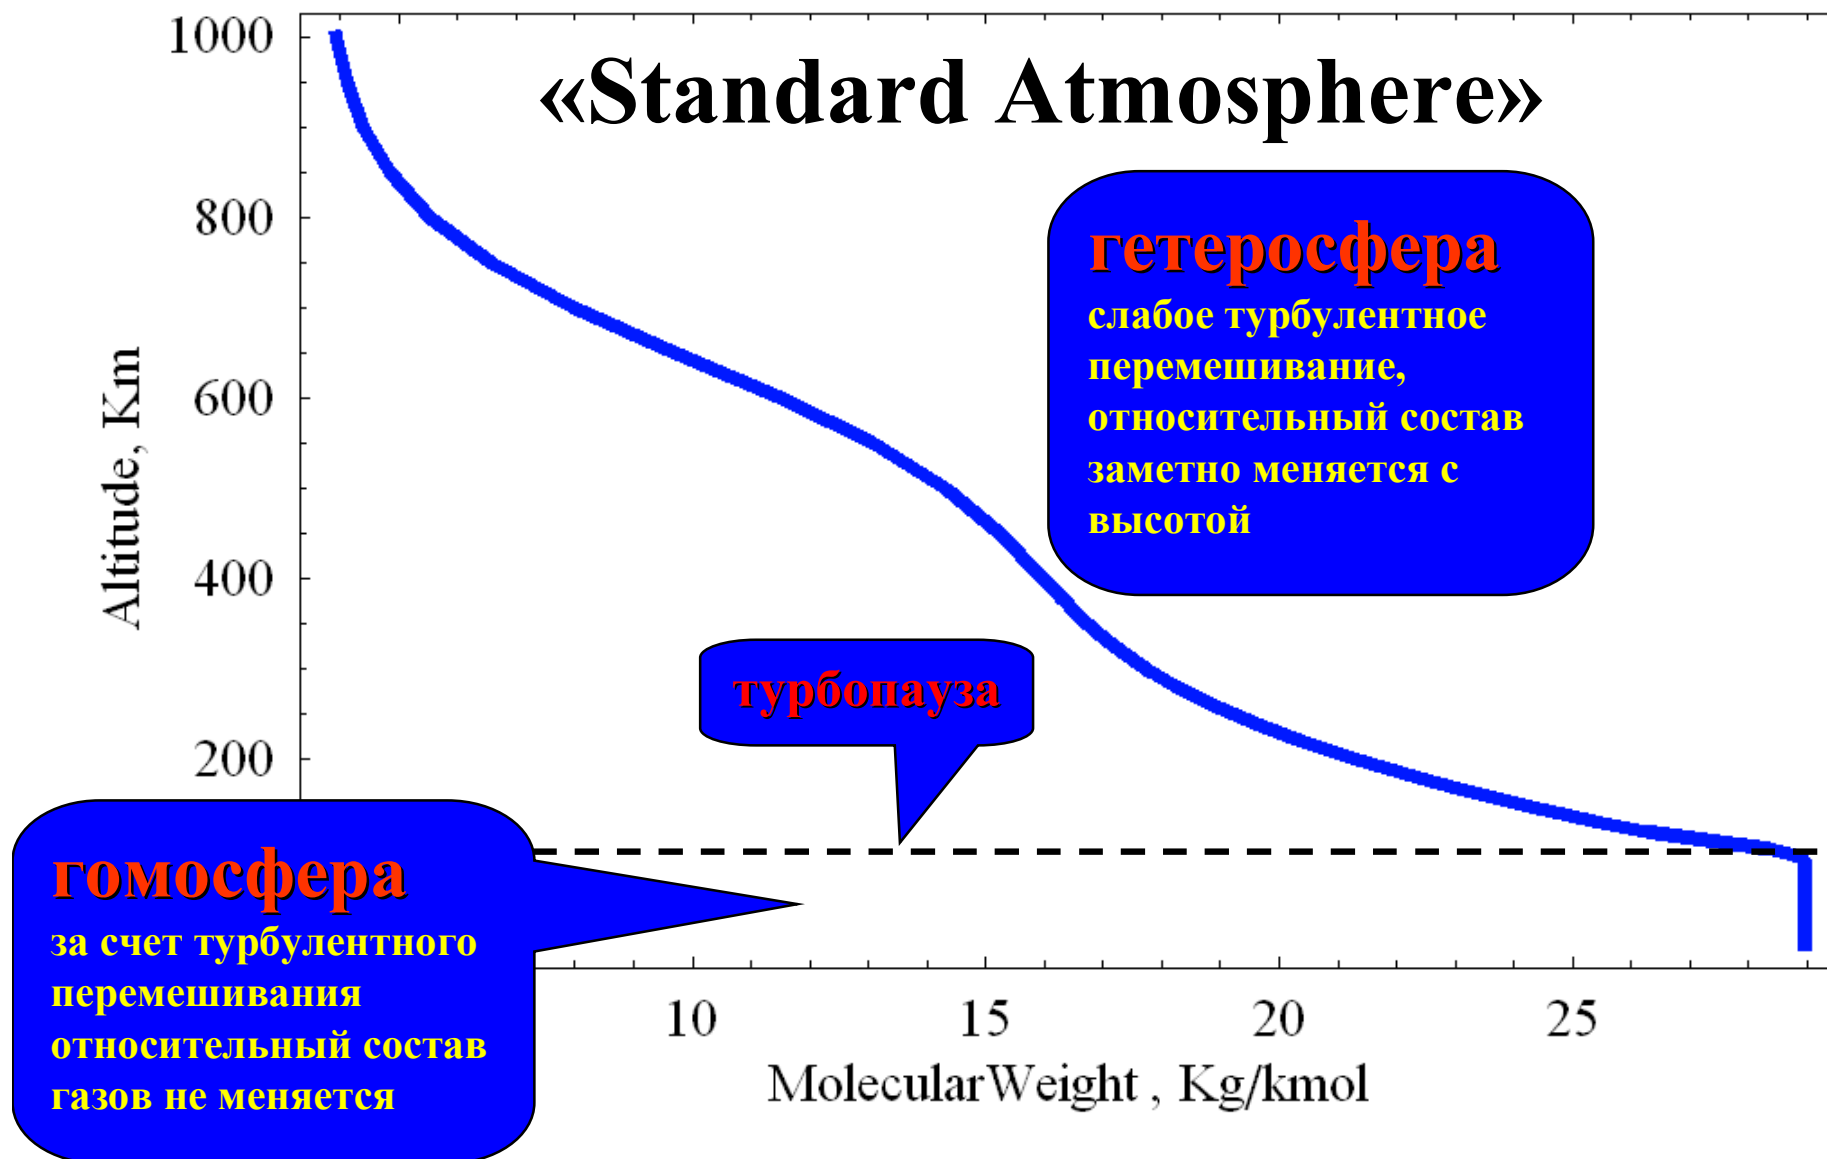 «Standard Atmosphere»
1000
800
600
400
200
Altitude, Km
гетеросфера
слабое турбулентное
перемешивание,
относительный состав
заметно меняется с
высотой
турбопауза
гомосфера
за счет турбулентного
перемешивания
относительный состав
газов не меняется
10 15 20 25
MolecularWeight , Kg/kmol